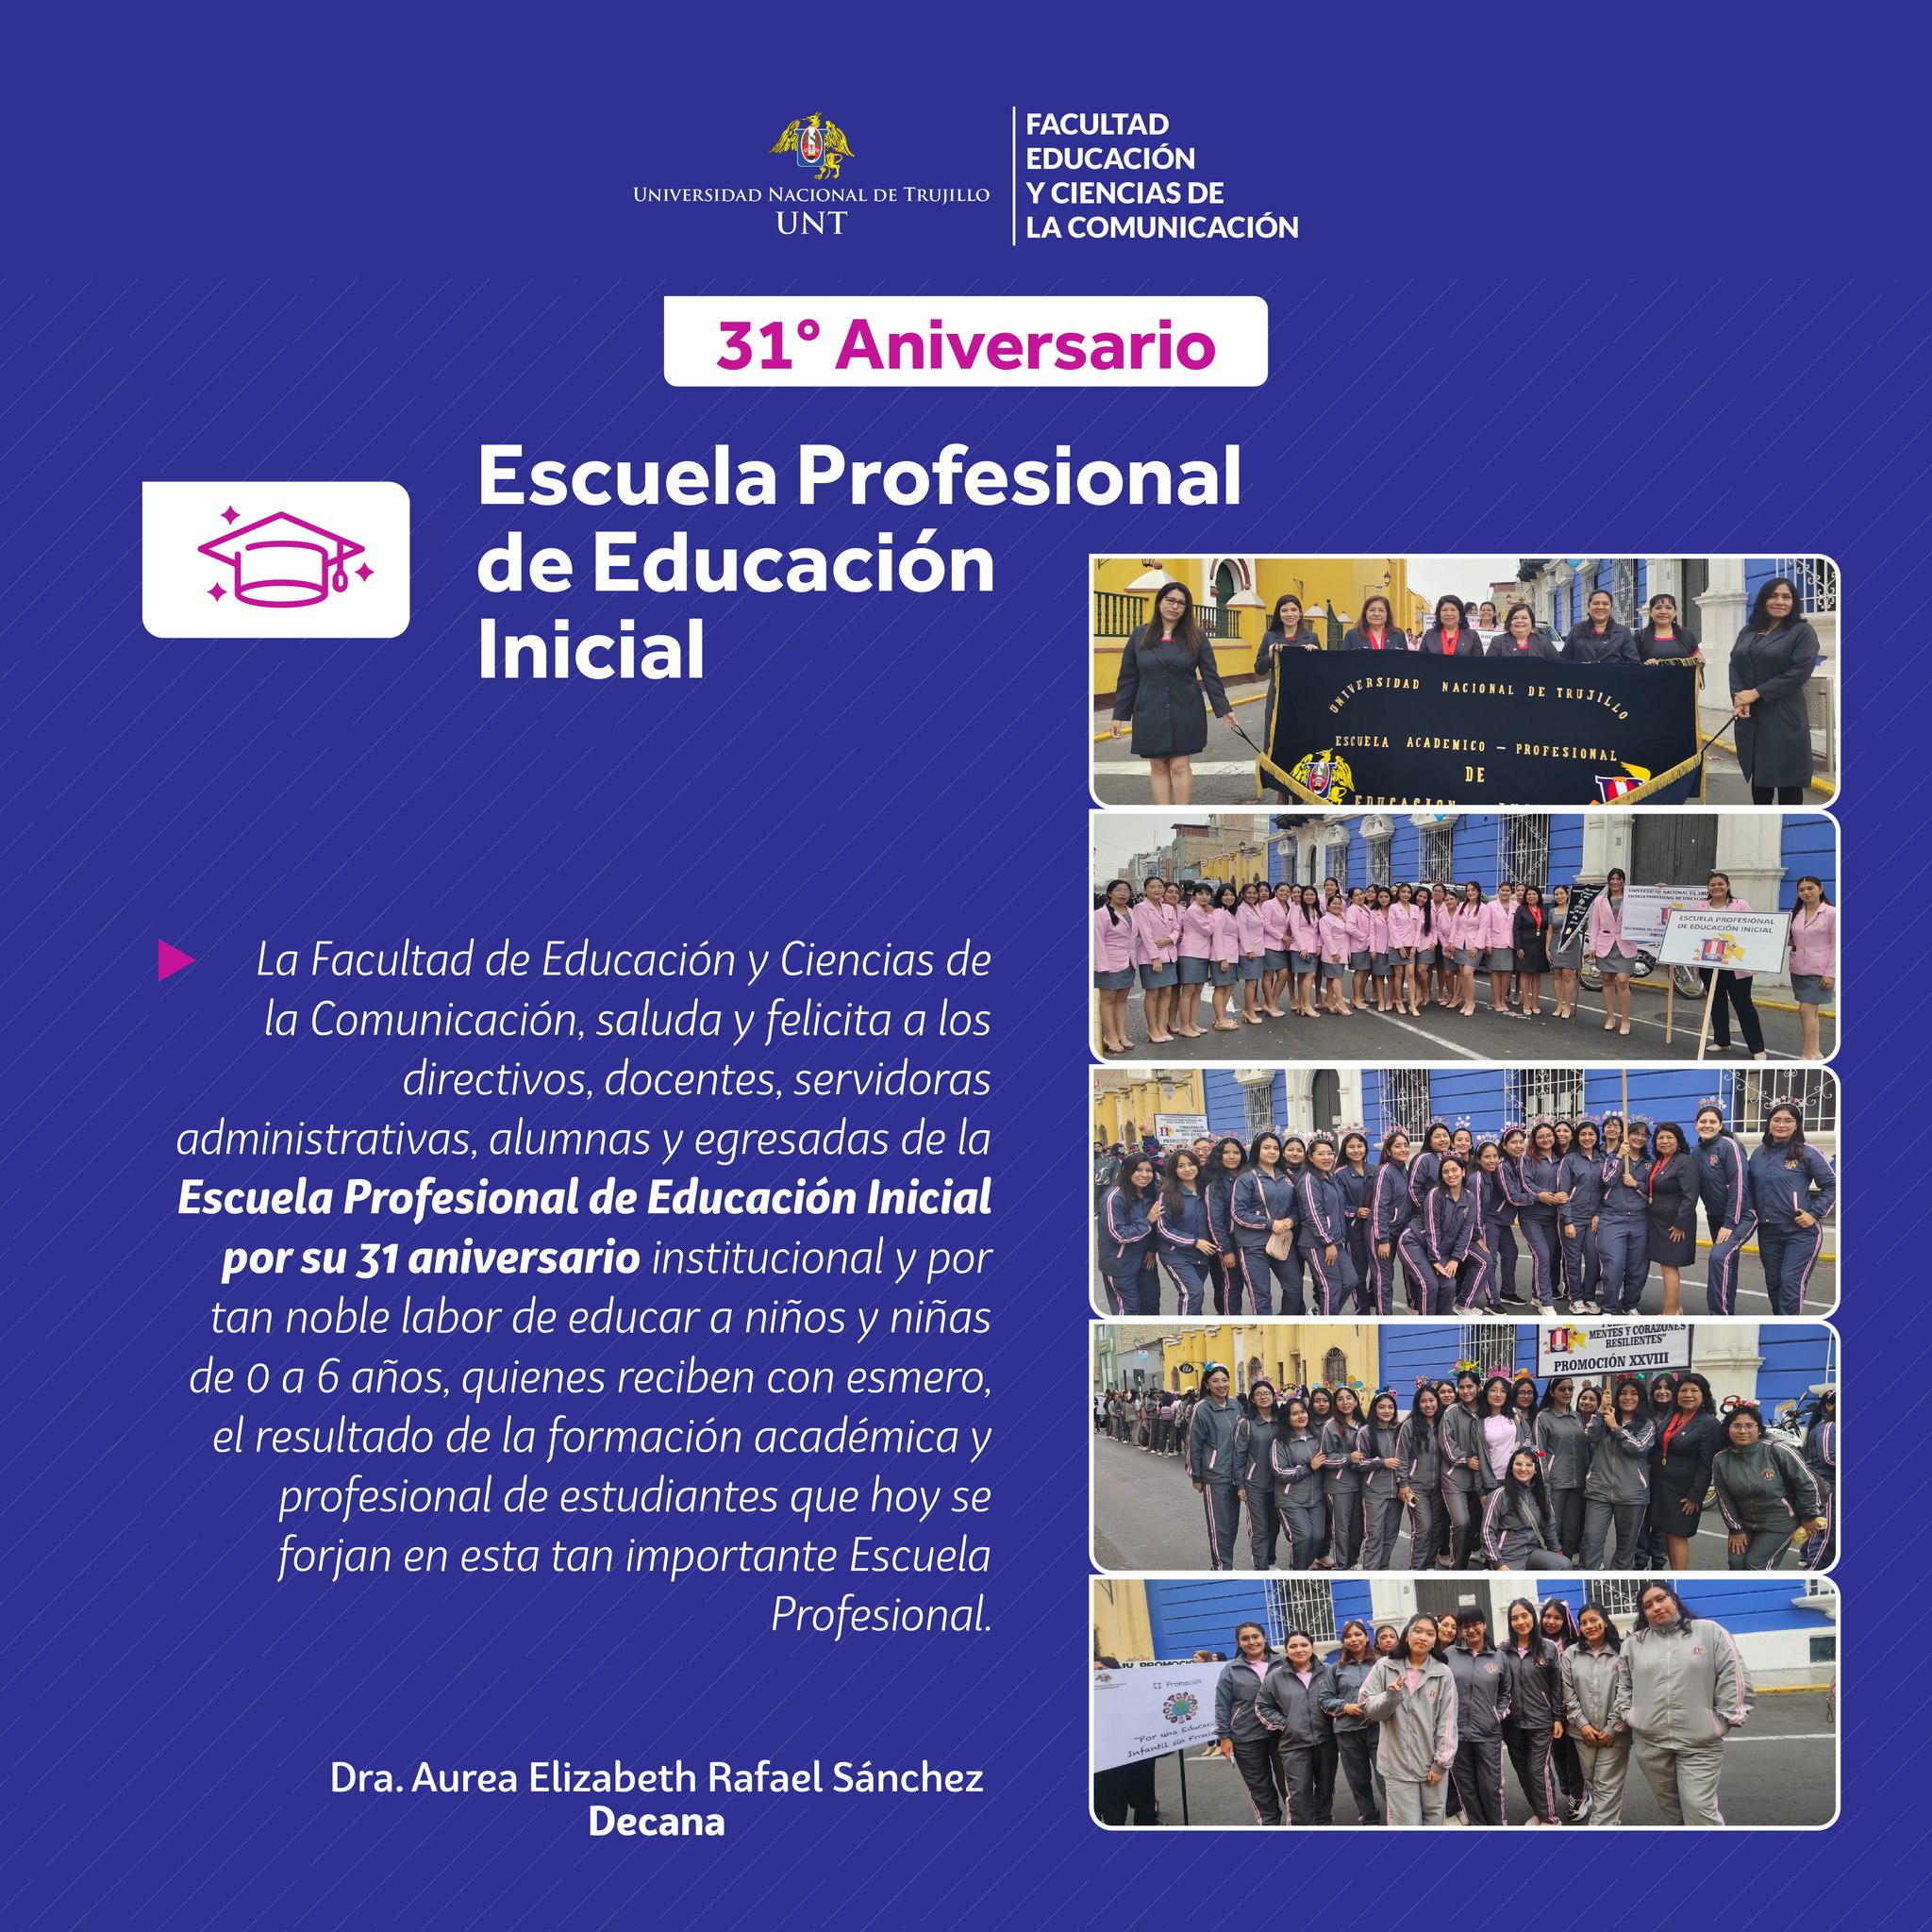 UNIVERSIDAD NACIONAL DE TRUJILLO
UNT
FACULTAD
EDUCACIÓN
Y CIENCIAS DE
LA COMUNICACIÓN
31° Aniversario
Escuela Profesional
de Educación
Inicial
La Facultad de Educación y Ciencias de
la Comunicación, saluda y felicita a los
directivos, docentes, servidoras
administrativas, alumnas y egresadas de la
Escuela Profesional de Educación Inicial
por su 31 aniversario institucional y por
tan noble labor de educar a niños y niñas
de 0 a 6 años, quienes reciben con esmero,
el resultado de la formación académica y
profesional de estudiantes que hoy se
forjan en esta tan importante Escuela
Profesional.
Dra. Aurea Elizabeth Rafael Sánchez
Decana
UNIVERSIDAD NACIONAL DE TRUJILLO
ESCUELA ACADEMICO - PROFESIONAL
DE
EDUCACION
ESCUELA PROFESIONAL
DE EDUCACIÓN INICIAL
MENTES Y CORAZONES
RESILIENTES"
PROMOCIÓN XXVIII
II Promoción
"Por una
Infantil sin